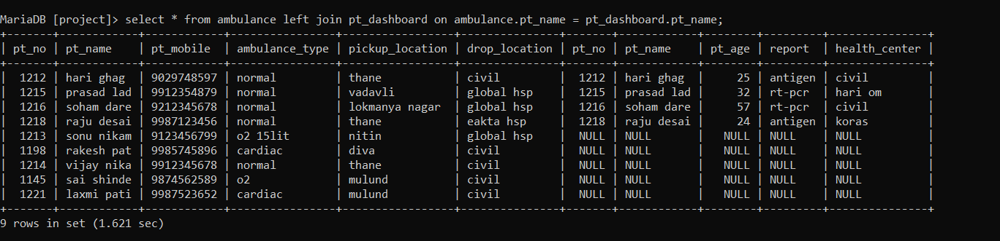 MariaDB [project]> select * from ambulance left join pt_dashboard on ambulance.pt_name = pt_dashboard.pt_name;
+-------+-------------+------------+----------------+-----------------+---------------+-------+-------------+--------+---------+---------------+
| pt_no | pt_name     | pt_mobile  | ambulance_type | pickup_location | drop_location | pt_no | pt_name     | pt_age | report  | health_center |
+-------+-------------+------------+----------------+-----------------+---------------+-------+-------------+--------+---------+---------------+
|  1212 | hari ghag   | 9029748597 | normal         | thane           | civil         |  1212 | hari ghag   |     25 | antigen | civil         |
|  1215 | prasad lad  | 9912354879 | normal         | vadavli         | global hsp    |  1215 | prasad lad  |     32 | rt-pcr  | hari om       |
|  1216 | soham dare  | 9212345678 | normal         | lokmanya nagar  | global hsp    |  1216 | soham dare  |     57 | rt-pcr  | civil         |
|  1218 | raju desai  | 9987123456 | normal         | thane           | eakta hsp     |  1218 | raju desai  |     24 | antigen | koras         |
|  1213 | sonu nikam  | 9123456799 | o2 15lit       | nitin           | global hsp    |  NULL | NULL        |   NULL | NULL    | NULL          |
|  1198 | rakesh pat  | 9985745896 | cardiac        | diva            | civil         |  NULL | NULL        |   NULL | NULL    | NULL          |
|  1214 | vijay nika  | 9912345678 | normal         | thane           | civil         |  NULL | NULL        |   NULL | NULL    | NULL          |
|  1145 | sai shinde  | 9874562589 | o2             | mulund          | civil         |  NULL | NULL        |   NULL | NULL    | NULL          |
|  1221 | laxmi pati  | 9987523652 | cardiac        | mulund          | civil         |  NULL | NULL        |   NULL | NULL    | NULL          |
+-------+-------------+------------+----------------+-----------------+---------------+-------+-------------+--------+---------+---------------+
9 rows in set (1.621 sec)